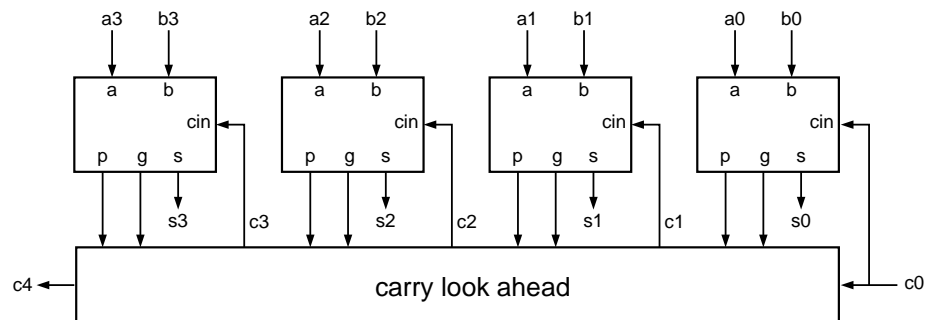 a3 b3 a2 b2 a1 b1 a0 b0
a b a b a b a b
cin cin cin cin
p g s p g s p g s p g s
s3 c3 s2 c2 s1 c1 s0
c4 carry look ahead c0